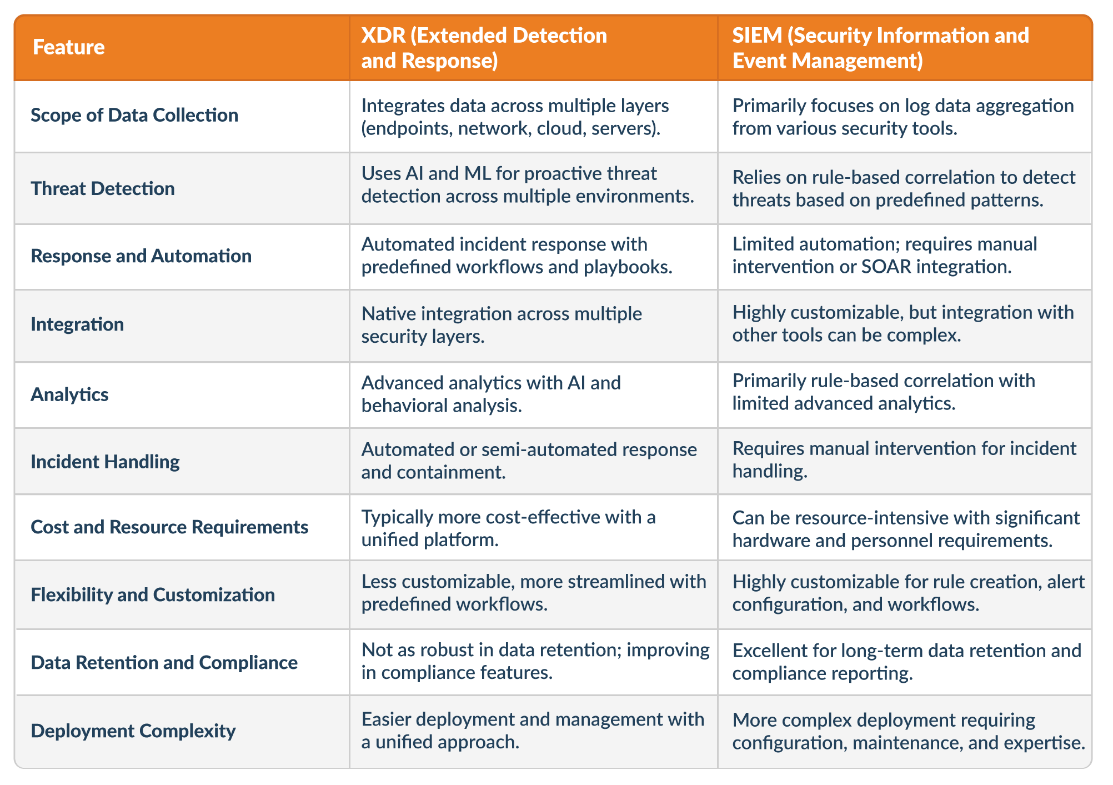 Feature
XDR (Extended Detection
and Response)
SIEM (Security Information and
Event Management)
Scope of Data Collection
Integrates data across multiple layers
(endpoints, network, cloud, servers).
Primarily focuses on log data aggregation
from various security tools.
Threat Detection
Uses AI and ML for proactive threat
detection across multiple environments.
Relies on rule-based correlation to detect
threats based on predefined patterns.
Response and Automation
Automated incident response with
predefined workflows and playbooks.
Limited automation; requires manual
intervention or SOAR integration.
Integration
Native integration across multiple
security layers.
Highly customizable, but integration with
other tools can be complex.
Analytics
Advanced analytics with AI and
behavioral analysis.
Primarily rule-based correlation with
limited advanced analytics.
Incident Handling
Automated or semi-automated response
and containment.
Requires manual intervention for incident
handling.
Cost and Resource Requirements
Typically more cost-effective with a
unified platform.
Can be resource-intensive with significant
hardware and personnel requirements.
Flexibility and Customization
Less customizable, more streamlined with
predefined workflows.
Highly customizable for rule creation, alert
configuration, and workflows.
Data Retention and Compliance
Not as robust in data retention; improving
in compliance features.
Excellent for long-term data retention and
compliance reporting.
Deployment Complexity
Easier deployment and management with
a unified approach.
More complex deployment requiring
configuration, maintenance, and expertise.